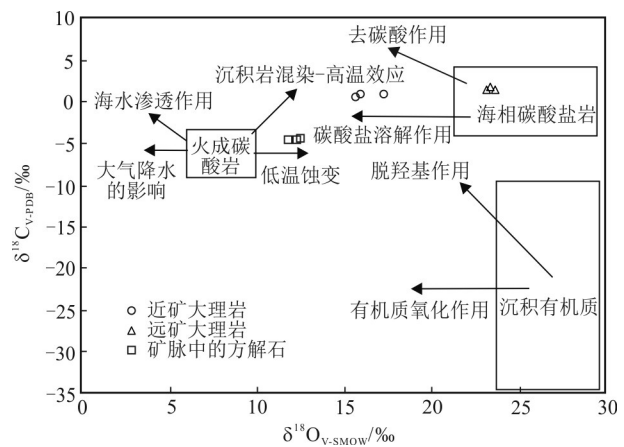 10
5
0
−5
−10
−15
−20
−25
−30
−35
δ¹⁸C_V-PDB/‰
去碳酸作用
沉积岩混染−高温效应
海水渗透作用
海相碳酸盐岩
火成碳
酸岩
碳酸盐溶解作用
大气降水
的影响
低温蚀变
脱羟基作用
有机质氧化作用
沉积有机质
近矿大理岩
远矿大理岩
矿脉中的方解石
0
5
10
15
20
25
30
δ¹⁸O_V-SMOW/‰